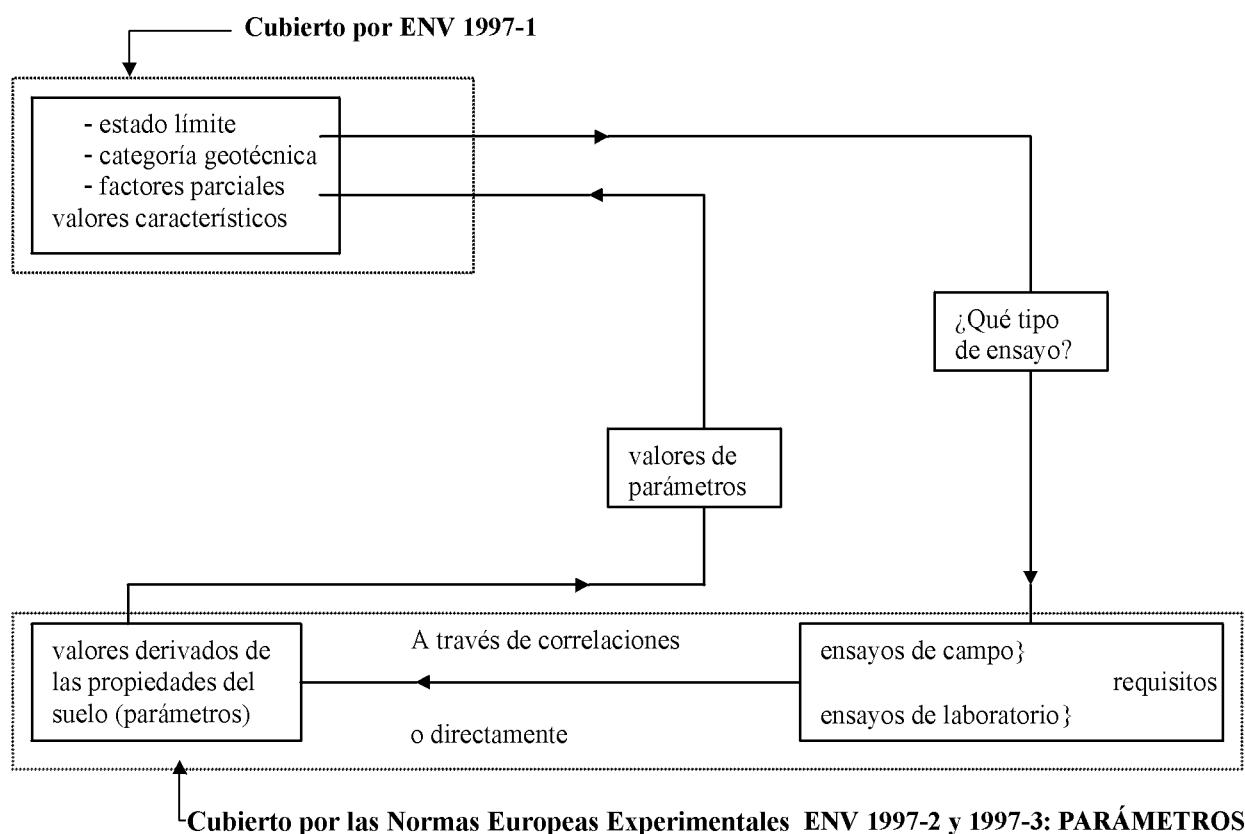 Cubierto por ENV 1997-1
- estado límite
- categoría geotécnica
- factores parciales
valores característicos
¿Qué tipo
de ensayo?
valores de
parámetros
valores derivados de
las propiedades del
suelo (parámetros)
A través de correlaciones
o directamente
ensayos de campo}
requisitos
ensayos de laboratorio}
Cubierto por las Normas Europeas Experimentales ENV 1997-2 y 1997-3: PARÁMETROS